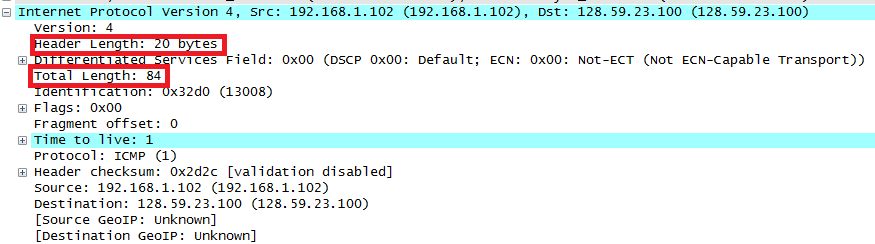 Internet Protocol Version 4, Src: 192.168.1.102 (192.168.1.102), Dst: 128.59.23.100 (128.59.23.100)
Version: 4
Header Length: 20 bytes
Differentiated Services Field: 0x00 (DSCP 0x00: Default; ECN: 0x00: Not-ECT (Not ECN-Capable Transport))
Total Length: 84
Identification: 0x32d0 (13008)
Flags: 0x00
Fragment offset: 0
Time to live: 1
Protocol: ICMP (1)
Header checksum: 0x2d2c [validation disabled]
Source: 192.168.1.102 (192.168.1.102)
Destination: 128.59.23.100 (128.59.23.100)
[Source GeoIP: Unknown]
[Destination GeoIP: Unknown]